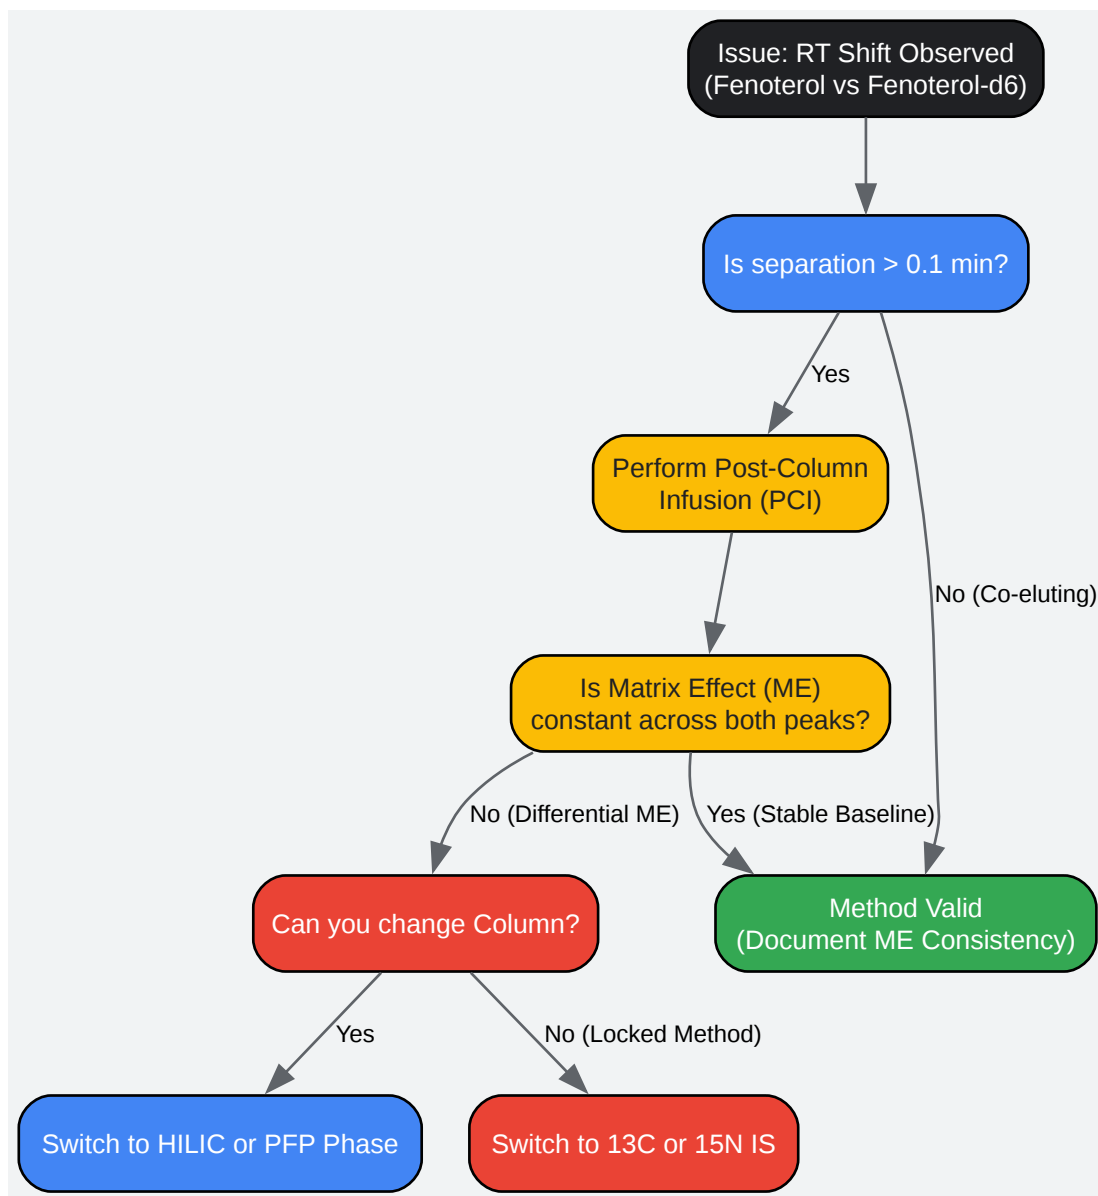 Issue: RT Shift Observed
(Fenoterol vs Fenoterol-d6)
Is separation > 0.1 min?
Yes
Perform Post-Column
Infusion (PCI)
No (Co-eluting)
Is Matrix Effect (ME)
constant across both peaks?
No (Differential ME)
Yes (Stable Baseline)
Can you change Column?
Method Valid
(Document ME Consistency)
Yes
No (Locked Method)
Switch to HILIC or PFP Phase
Switch to 13C or 15N IS